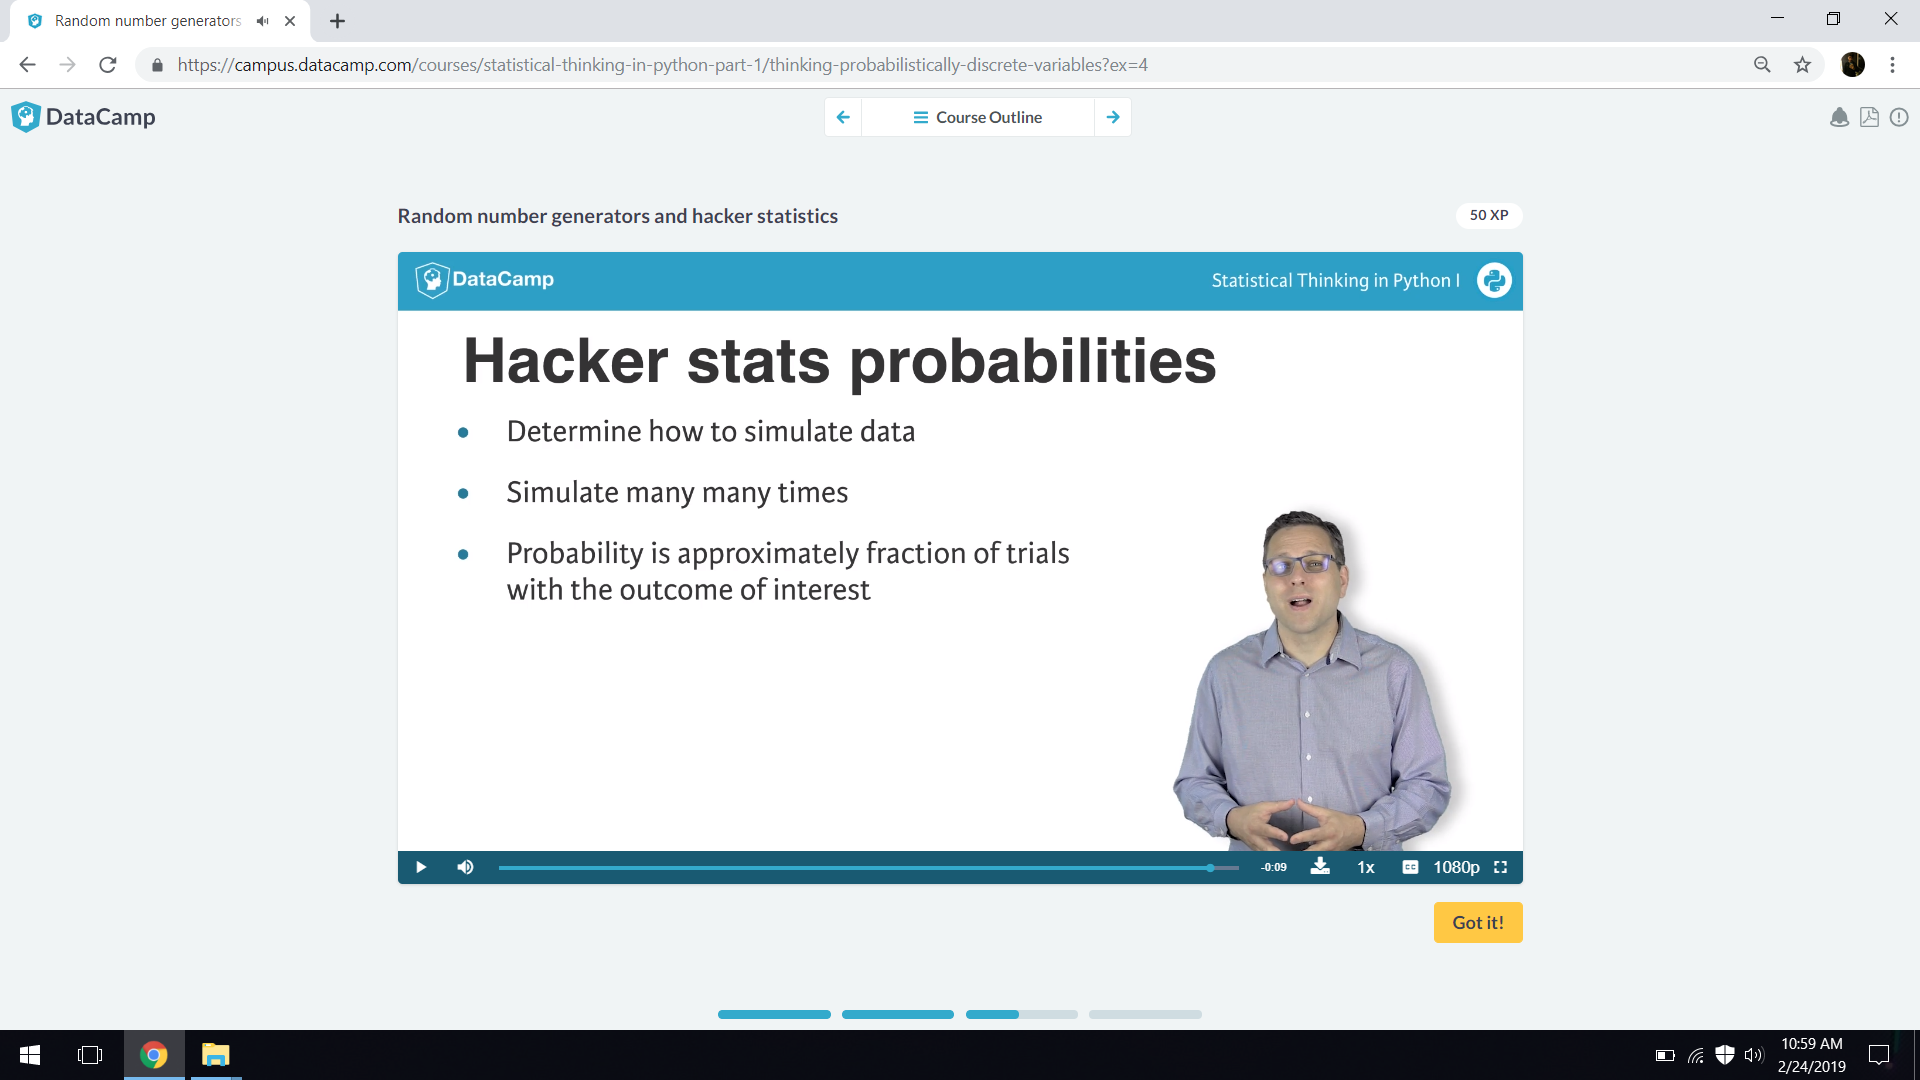 Random number generators
https://campus.datacamp.com/courses/statistical-thinking-in-python-part-1/thinking-probabilistically-discrete-variables?ex=4
DataCamp
Course Outline
Random number generators and hacker statistics
50 XP
DataCamp
Statistical Thinking in Python I
Hacker stats probabilities
• Determine how to simulate data
• Simulate many many times
• Probability is approximately fraction of trials
with the outcome of interest
-0:09
1x
CC
1080p
Got it!
10:59 AM
2/24/2019